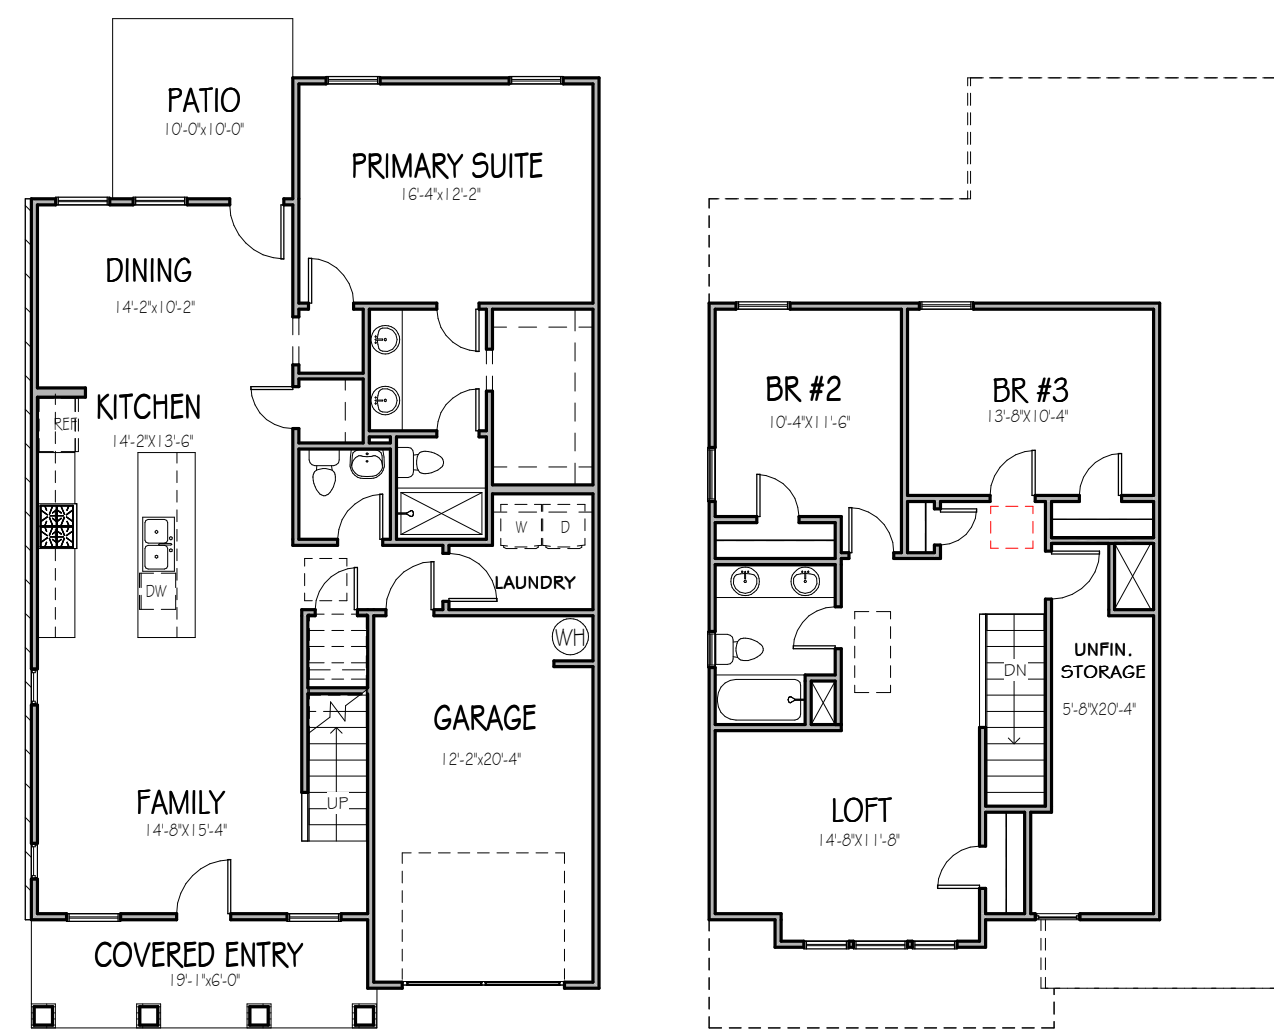 PATIO
10'-0"x10'-0"
PRIMARY SUITE
16'-4"x12'-2"
DINING
14'-2"x10'-2"
KITCHEN
14'-2"X13'-6"
REF
DW
W
D
LAUNDRY
WH
GARAGE
12'-2"x20'-4"
UP
FAMILY
14'-8"X15'-4"
COVERED ENTRY
19'-1"x6'-0"
BR #2
10'-4"X11'-6"
BR #3
13'-8"X10'-4"
UNFIN.
STORAGE
5'-8"X20'-4"
DN
LOFT
14'-8"X11'-8"